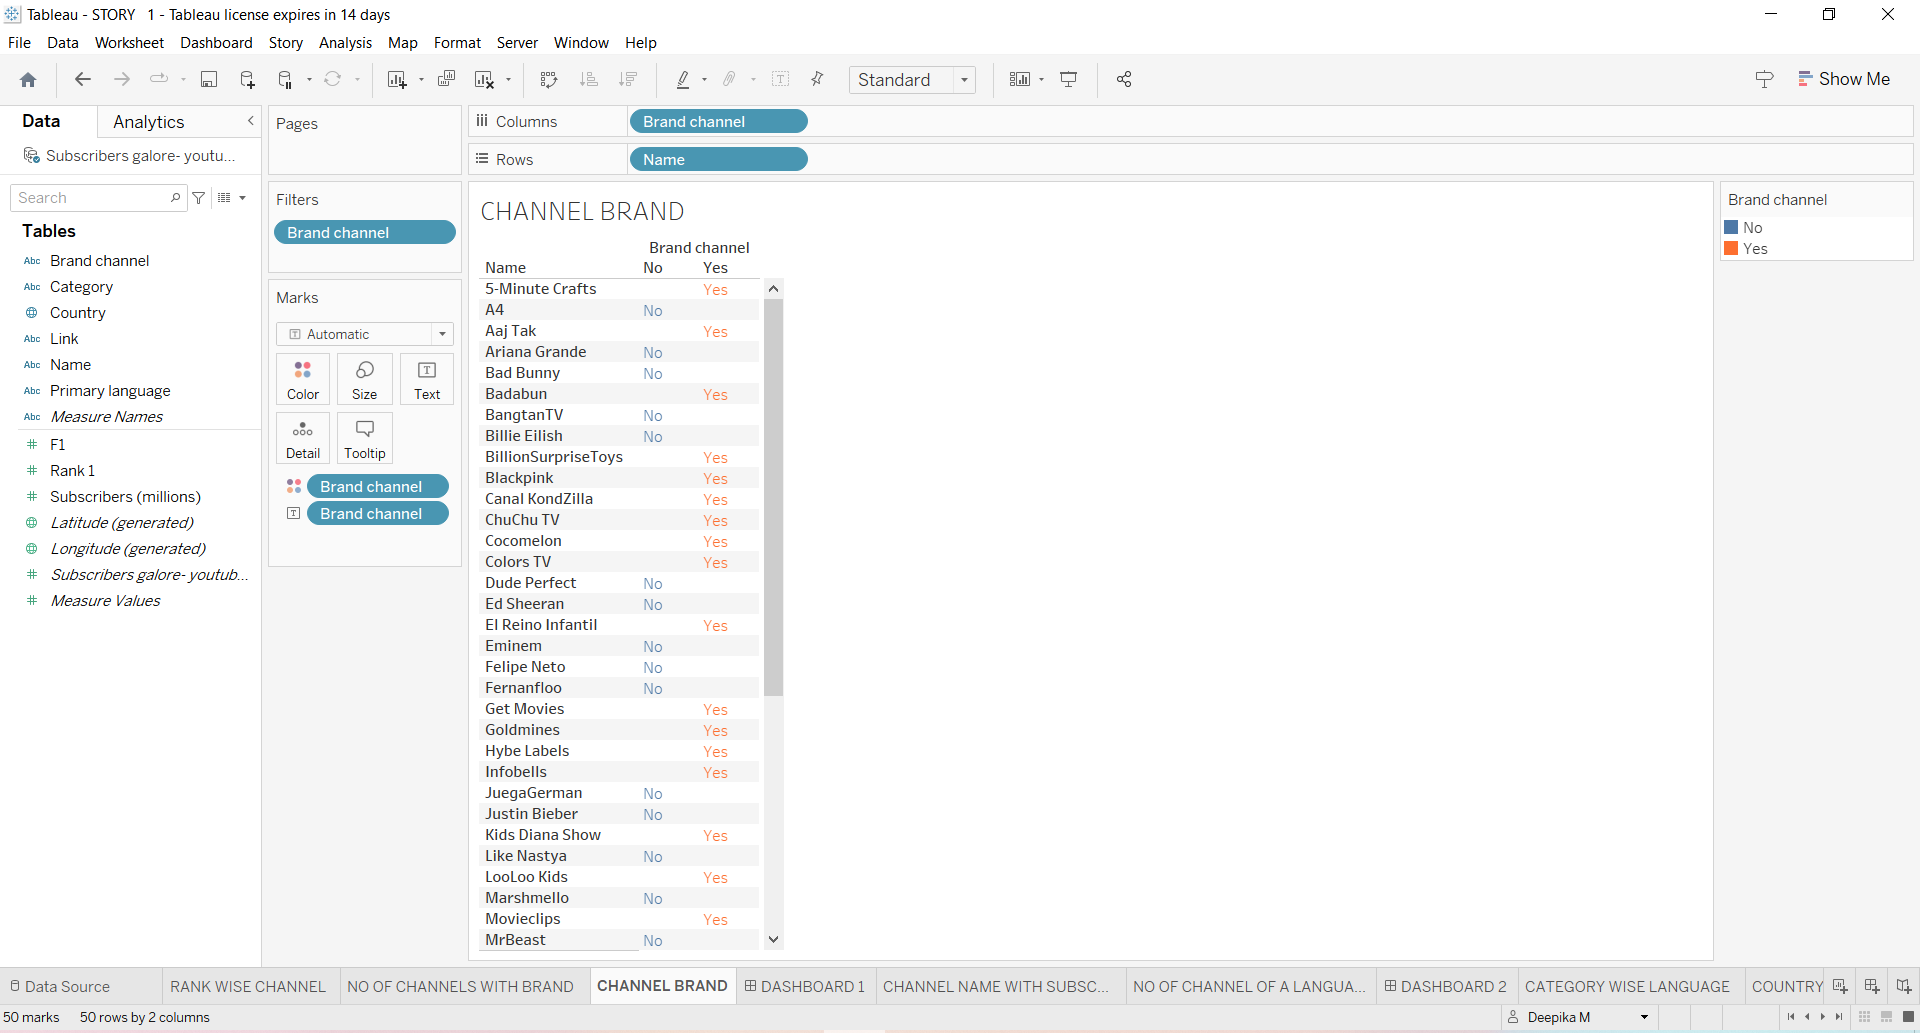 Tableau - STORY 1 - Tableau license expires in 14 days
File Data Worksheet Dashboard Story Analysis Map Format Server Window Help
Standard
Show Me
Data Analytics
Subscribers galore- youtu...
Search
Tables
Abc Brand channel
Abc Category
Country
Abc Link
Abc Name
Abc Primary language
Abc Measure Names
# F1
# Rank 1
# Subscribers (millions)
Latitude (generated)
Longitude (generated)
# Subscribers galore- youtub...
# Measure Values
Pages
Filters
Brand channel
Marks
T Automatic
Color Size T Text
Detail Tooltip
Brand channel
T Brand channel
Columns Brand channel
Rows Name
CHANNEL BRAND
Brand channel
Name No Yes
5-Minute Crafts Yes
A4 No
Aaj Tak Yes
Ariana Grande No
Bad Bunny No
Badabun Yes
BangtanTV No
Billie Eilish No
BillionSurpriseToys Yes
Blackpink Yes
Canal KondZilla Yes
ChuChu TV Yes
Cocomelon Yes
Colors TV Yes
Dude Perfect No
Ed Sheeran No
El Reino Infantil Yes
Eminem No
Felipe Neto No
Fernanfloo No
Get Movies Yes
Goldmines Yes
Hybe Labels Yes
Infobells Yes
JuegaGerman No
Justin Bieber No
Kids Diana Show Yes
Like Nastya No
LooLoo Kids Yes
Marshmello No
Movieclips Yes
MrBeast No
Brand channel
No
Yes
Data Source RANK WISE CHANNEL NO OF CHANNELS WITH BRAND CHANNEL BRAND DASHBOARD 1 CHANNEL NAME WITH SUBSC... NO OF CHANNEL OF A LANGUA... DASHBOARD 2 CATEGORY WISE LANGUAGE COUNTRY
50 marks 50 rows by 2 columns Deepika M